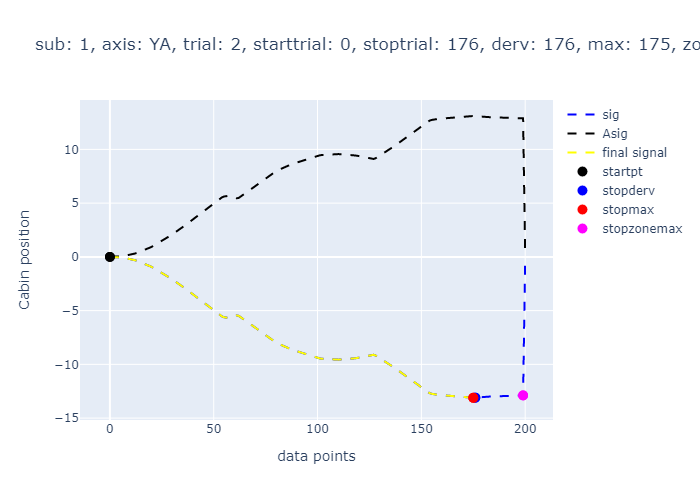 sub: 1, axis: YA, trial: 2, starttrial: 0, stoptrial: 176, derv: 176, max: 175, zo
sig
Asig
final signal
startpt
stopderv
stopmax
stopzonemax
10
5
0
−5
−10
−15
Cabin position
0
50
100
150
200
data points